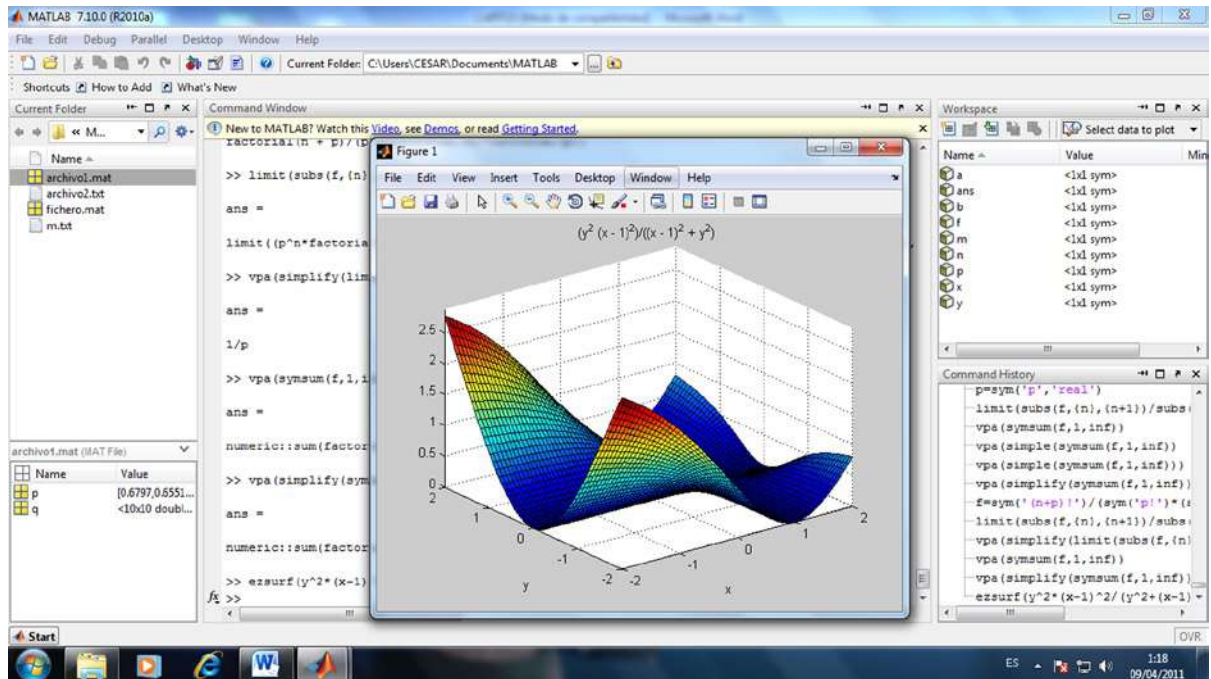 MATLAB 7.10.0 (R2010a)
File Edit Debug Parallel Desktop Window Help
Current Folder: C:\Users\CESAR\Documents\MATLAB
Shortcuts How to Add What's New
Current Folder
« M...
Name
archivo1.mat
archivo2.txt
fichero.mat
m.txt
archivo1.mat (MAT File)
Name Value
p [0.6797,0.6551...
q <10x10 doubl...
Command Window
New to MATLAB? Watch this Video, see Demos, or read Getting Started.
factorial(n + p)/(p
>> limit(subs(f,{n}
ans =
limit((p^n*factoria
>> vpa(simplify(lim
ans =
1/p
>> vpa(symsum(f,1,i
ans =
numeric::sum(factor
>> vpa(simplify(sym
ans =
numeric::sum(factor
>> ezsurf(y^2*(x-1)
fx >>
Figure 1
File Edit View Insert Tools Desktop Window Help
(y² (x - 1)²)/((x - 1)² + y²)
2.5
2
1.5
1
0.5
0
2
1
0
-1
-2
y
-2
-1
0
1
2
x
Workspace
Select data to plot
Name Value Min
a <1x1 sym>
ans <1x1 sym>
b <1x1 sym>
f <1x1 sym>
m <1x1 sym>
n <1x1 sym>
p <1x1 sym>
x <1x1 sym>
y <1x1 sym>
Command History
p=sym('p','real')
limit(subs(f,{n},{n+1})/subs(
vpa(symsum(f,1,inf))
vpa(simple(symsum(f,1,inf))
vpa(simple(symsum(f,1,inf)))
vpa(simplify(symsum(f,1,inf))
f=sym('(n+p)!')/(sym('p!')*(s
limit(subs(f,{n},{n+1})/subs(
vpa(simplify(limit(subs(f,{n}
vpa(symsum(f,1,inf))
vpa(simplify(symsum(f,1,inf))
ezsurf(y^2*(x-1)^2/(y^2+(x-1)
Start
OVR
ES
1:18
09/04/2011